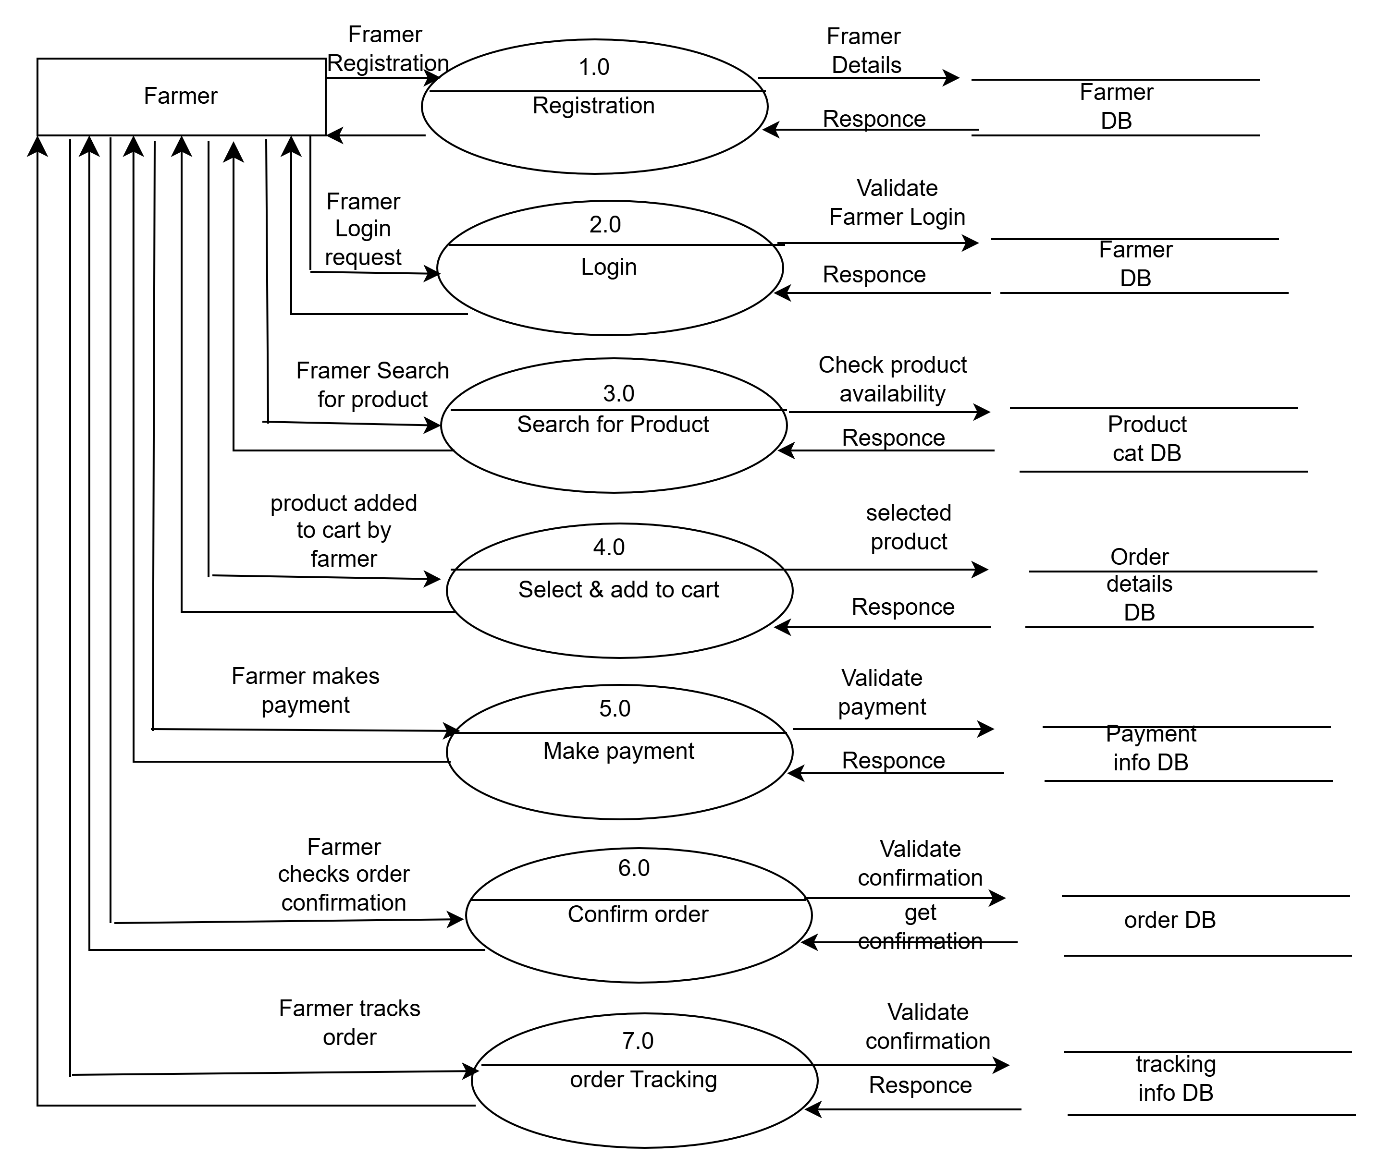 Farmer
Framer
Registration
1.0
Registration
Framer
Details
Responce
Farmer
DB
Framer
Login
request
2.0
Login
Validate
Farmer Login
Responce
Farmer
DB
Framer Search
for product
3.0
Search for Product
Check product
availability
Responce
Product
cat DB
product added
to cart by
farmer
4.0
Select & add to cart
selected
product
Responce
Order
details
DB
Farmer makes
payment
5.0
Make payment
Validate
payment
Responce
Payment
info DB
Farmer
checks order
confirmation
6.0
Confirm order
Validate
confirmation
get
confirmation
order DB
Farmer tracks
order
7.0
order Tracking
Validate
confirmation
Responce
tracking
info DB